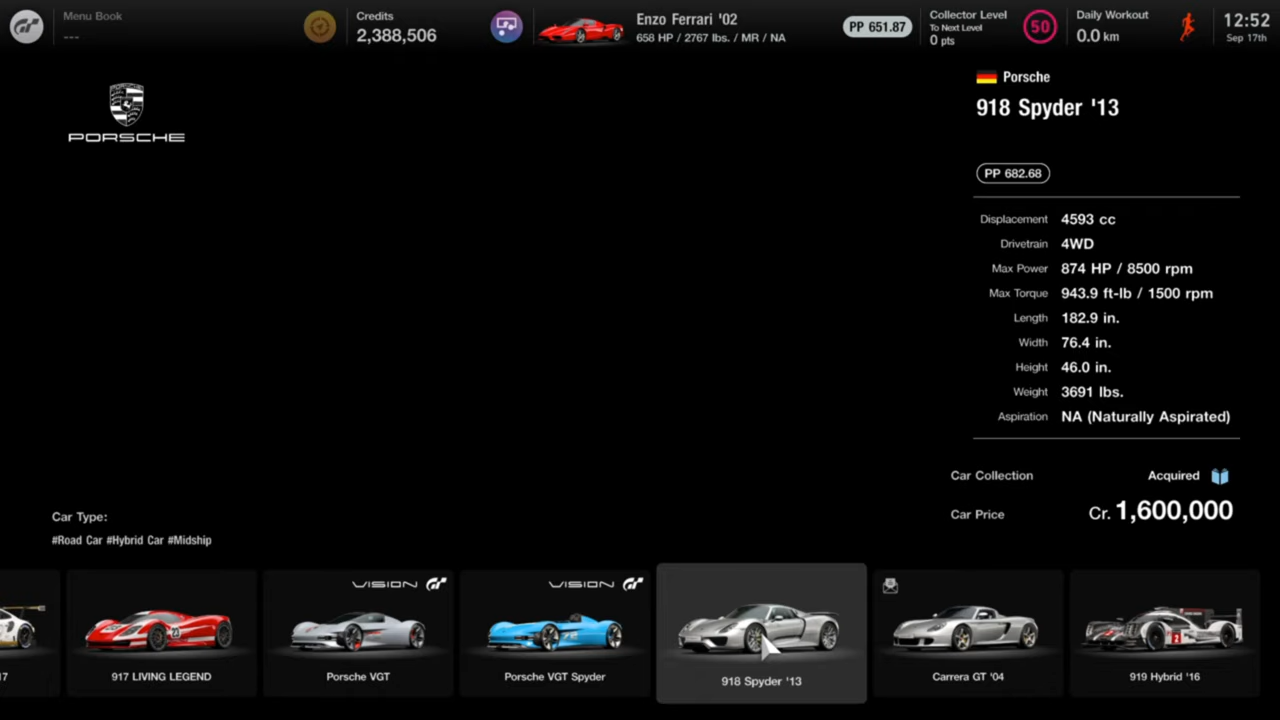 Menu Book
---
Credits
2,388,506
Enzo Ferrari '02
658 HP / 2767 lbs. / MR / NA
PP 651.87
Collector Level
To Next Level
0 pts
50
Daily Workout
0.0 km
12:52
Sep 17th
PORSCHE
Porsche
918 Spyder '13
PP 682.68
Displacement 4593 cc
Drivetrain 4WD
Max Power 874 HP / 8500 rpm
Max Torque 943.9 ft-lb / 1500 rpm
Length 182.9 in.
Width 76.4 in.
Height 46.0 in.
Weight 3691 lbs.
Aspiration NA (Naturally Aspirated)
Car Collection Acquired
Car Price Cr. 1,600,000
Car Type:
#Road Car #Hybrid Car #Midship
VISION GT
VISION GT
17
917 LIVING LEGEND
Porsche VGT
Porsche VGT Spyder
918 Spyder '13
Carrera GT '04
919 Hybrid '16